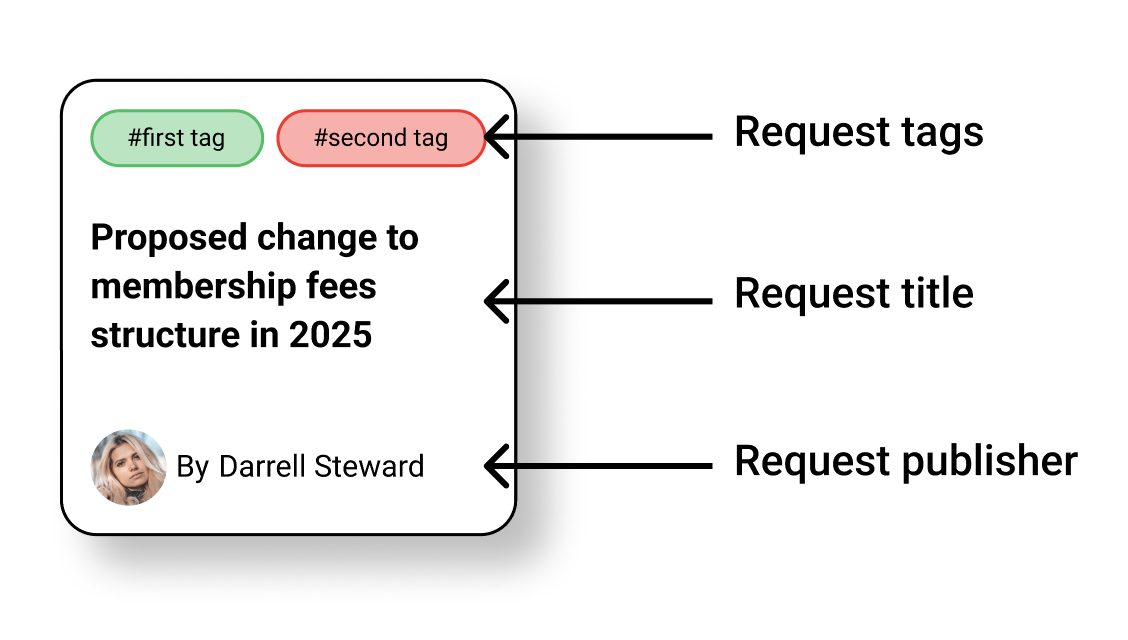 #first tag #second tag
Request tags
Proposed change to
membership fees
structure in 2025
Request title
By Darrell Steward
Request publisher